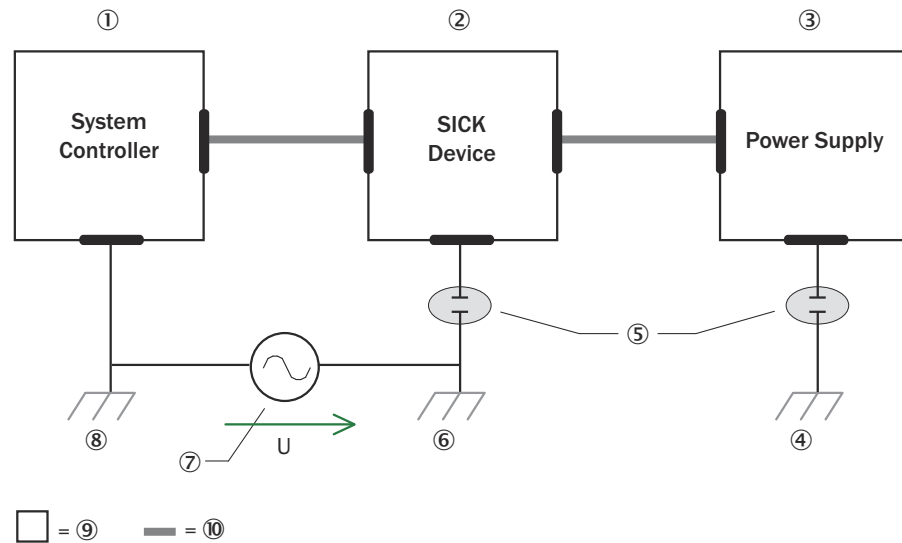 ① ② ③
System
Controller
SICK
Device
Power Supply
⑤
⑧ ⑥ ④
U
⑦
= ⑨ = ⑩